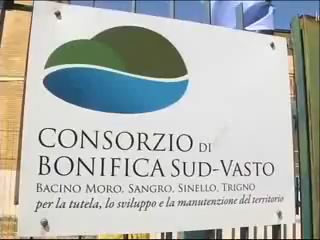 CONSORZIO DI
BONIFICA SUD-VASTO
BACINO MORO, SANGRO, SINELLO, TRIGNO
per la tutela, lo sviluppo e la manutenzione del territorio